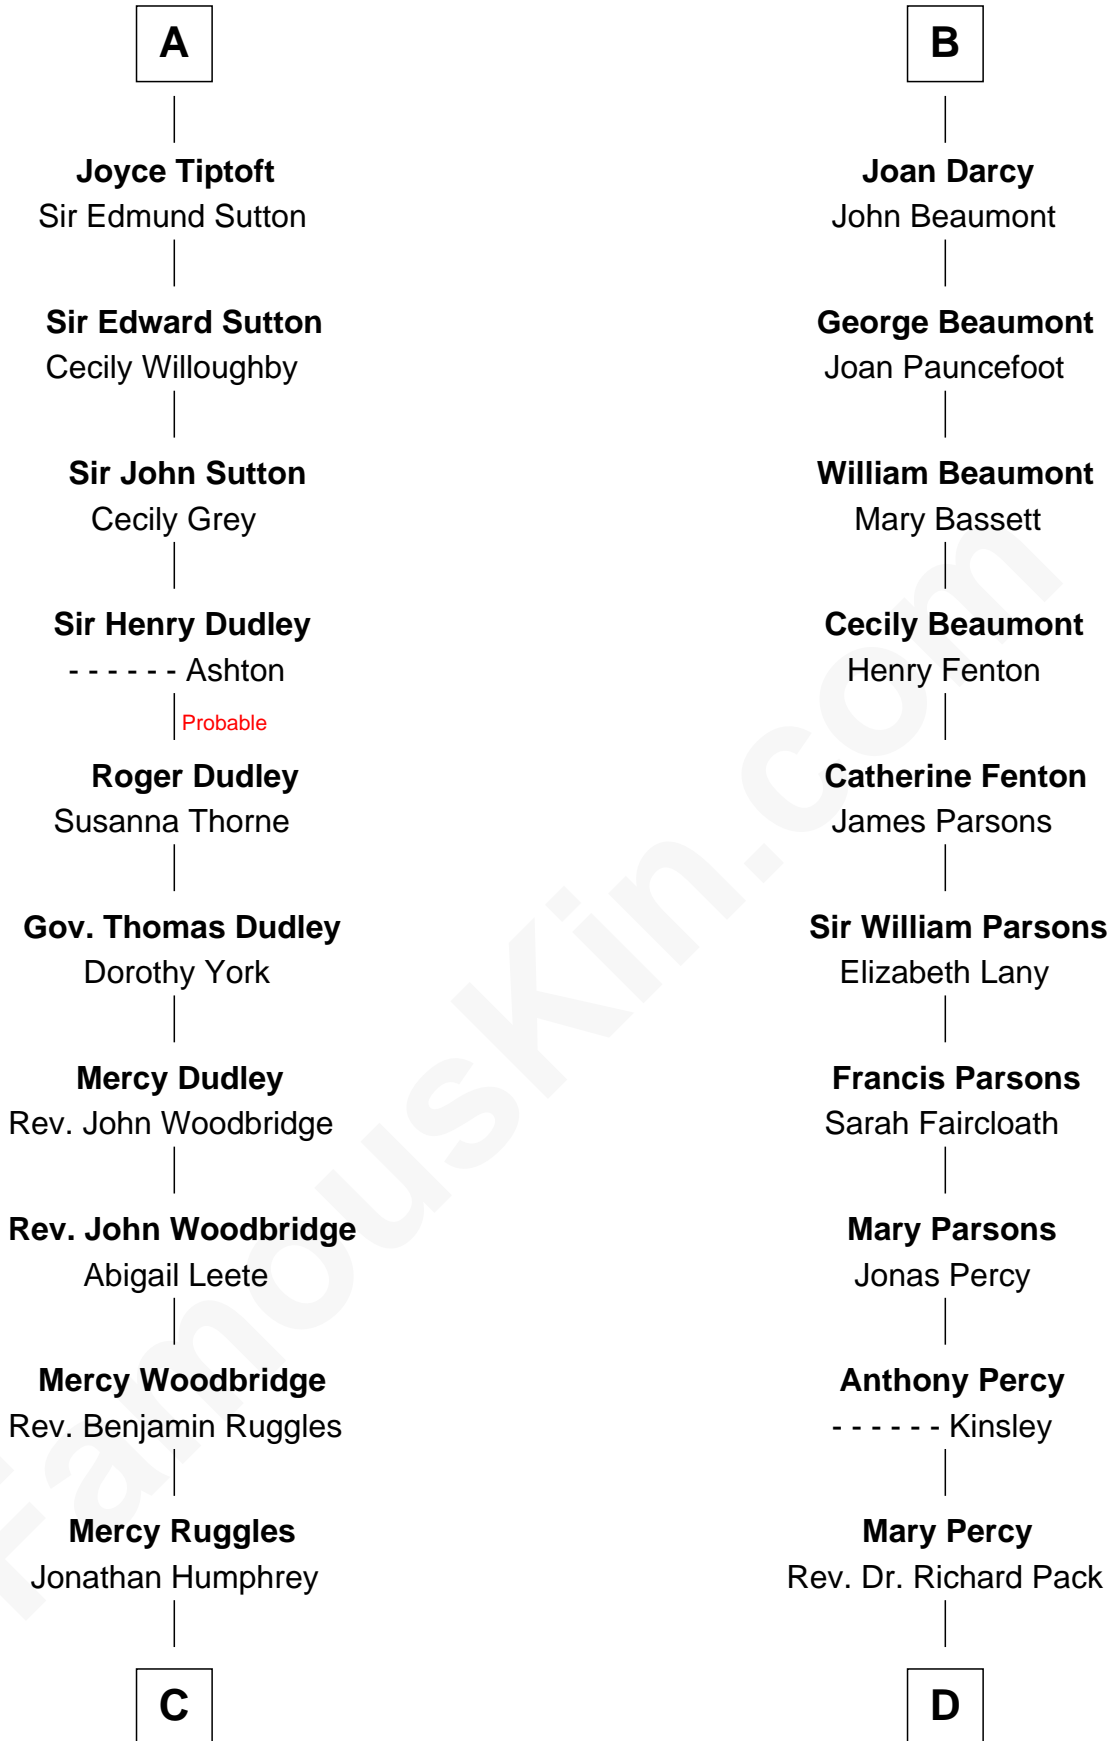 A
Joyce Tiptoft
Sir Edmund Sutton
Sir Edward Sutton
Cecily Willoughby
Sir John Sutton
Cecily Grey
Sir Henry Dudley
- - - - - - Ashton
Probable
Roger Dudley
Susanna Thorne
Gov. Thomas Dudley
Dorothy York
Mercy Dudley
Rev. John Woodbridge
Rev. John Woodbridge
Abigail Leete
Mercy Woodbridge
Rev. Benjamin Ruggles
Mercy Ruggles
Jonathan Humphrey
C
B
Joan Darcy
John Beaumont
George Beaumont
Joan Pauncefoot
William Beaumont
Mary Bassett
Cecily Beaumont
Henry Fenton
Catherine Fenton
James Parsons
Sir William Parsons
Elizabeth Lany
Francis Parsons
Sarah Faircloath
Mary Parsons
Jonas Percy
Anthony Percy
- - - - - - Kinsley
Mary Percy
Rev. Dr. Richard Pack
D
FamousKin.com